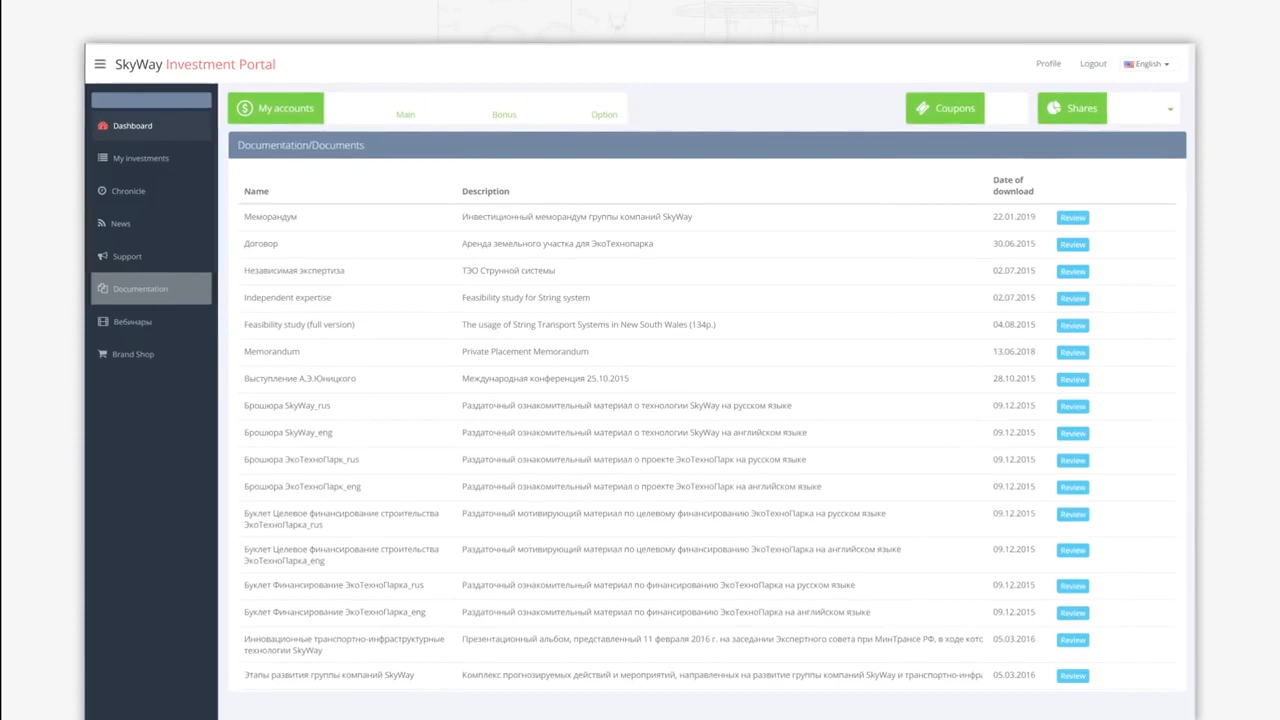 SkyWay Investment Portal
Profile
Logout
English
My accounts
Main
Bonus
Option
Coupons
Shares
Dashboard
My investments
Chronicle
News
Support
Documentation
Вебинары
Brand Shop
Documentation/Documents
Name Description Date of download
Меморандум Инвестиционный меморандум группы компаний SkyWay 22.01.2019 Review
Договор Аренда земельного участка для ЭкоТехнопарка 30.06.2015 Review
Независимая экспертиза ТЭО Струнной системы 02.07.2015 Review
Independent expertise Feasibility study for String system 02.07.2015 Review
Feasibility study (full version) The usage of String Transport Systems in New South Wales (134p.) 04.08.2015 Review
Memorandum Private Placement Memorandum 13.06.2018 Review
Выступление А,Э.Юницкого Международная конференция 25.10.2015 28.10.2015 Review
Брошюра SkyWay_rus Раздаточный ознакомительный материал о технологии SkyWay на русском языке 09.12.2015 Review
Брошюра SkyWay_eng Раздаточный ознакомительный материал о технологии SkyWay на английском языке 09.12.2015 Review
Брошюра ЭкоТехноПарк_rus Раздаточный ознакомительный материал о проекте ЭкоТехноПарк на русском языке 09.12.2015 Review
Брошюра ЭкоТехноПарк_eng Раздаточный ознакомительный материал о проекте ЭкоТехноПарк на английском языке 09.12.2015 Review
Буклет Целевое финансирование строительства Раздаточный мотивирующий материал по целевому финансированию ЭкоТехноПарка на русском языке 09.12.2015 Review
ЭкоТехноПарка_rus
Буклет Целевое финансирование строительства Раздаточный мотивирующий материал по целевому финансированию ЭкоТехноПарка на английском языке 09.12.2015 Review
ЭкоТехноПарка_eng
Буклет Финансирование ЭкоТехноПарка_rus Раздаточный ознакомительный материал по финансированию ЭкоТехноПарка на русском языке 09.12.2015 Review
Буклет Финансирование ЭкоТехноПарка_eng Раздаточный ознакомительный материал по финансированию ЭкоТехноПарка на английском языке 09.12.2015 Review
Инновационные транспортно-инфраструктурные Презентационный альбом, представленный 11 февраля 2016 г. на заседании Экспертного совета при МинТрансе РФ, в ходе кото 05.03.2016 Review
технологии SkyWay
Этапы развития группы компаний SkyWay Комплекс прогнозируемых действий и мероприятий, направленных на развитие группы компаний SkyWay и транспортно-инфра 05.03.2016 Review